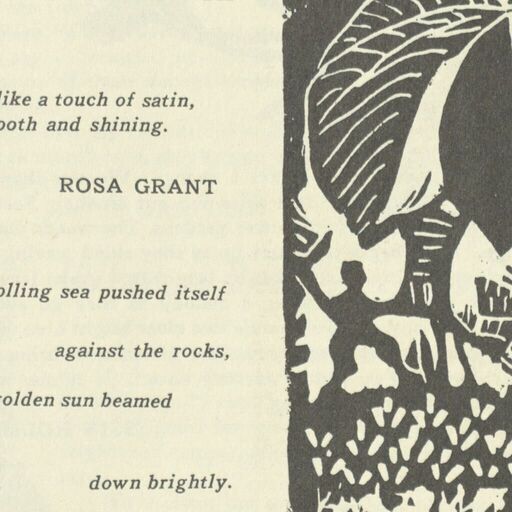 like a touch of satin,
ooth and shining.
ROSA GRANT
olling sea pushed itself
against the rocks,
olden sun beamed
down brightly.